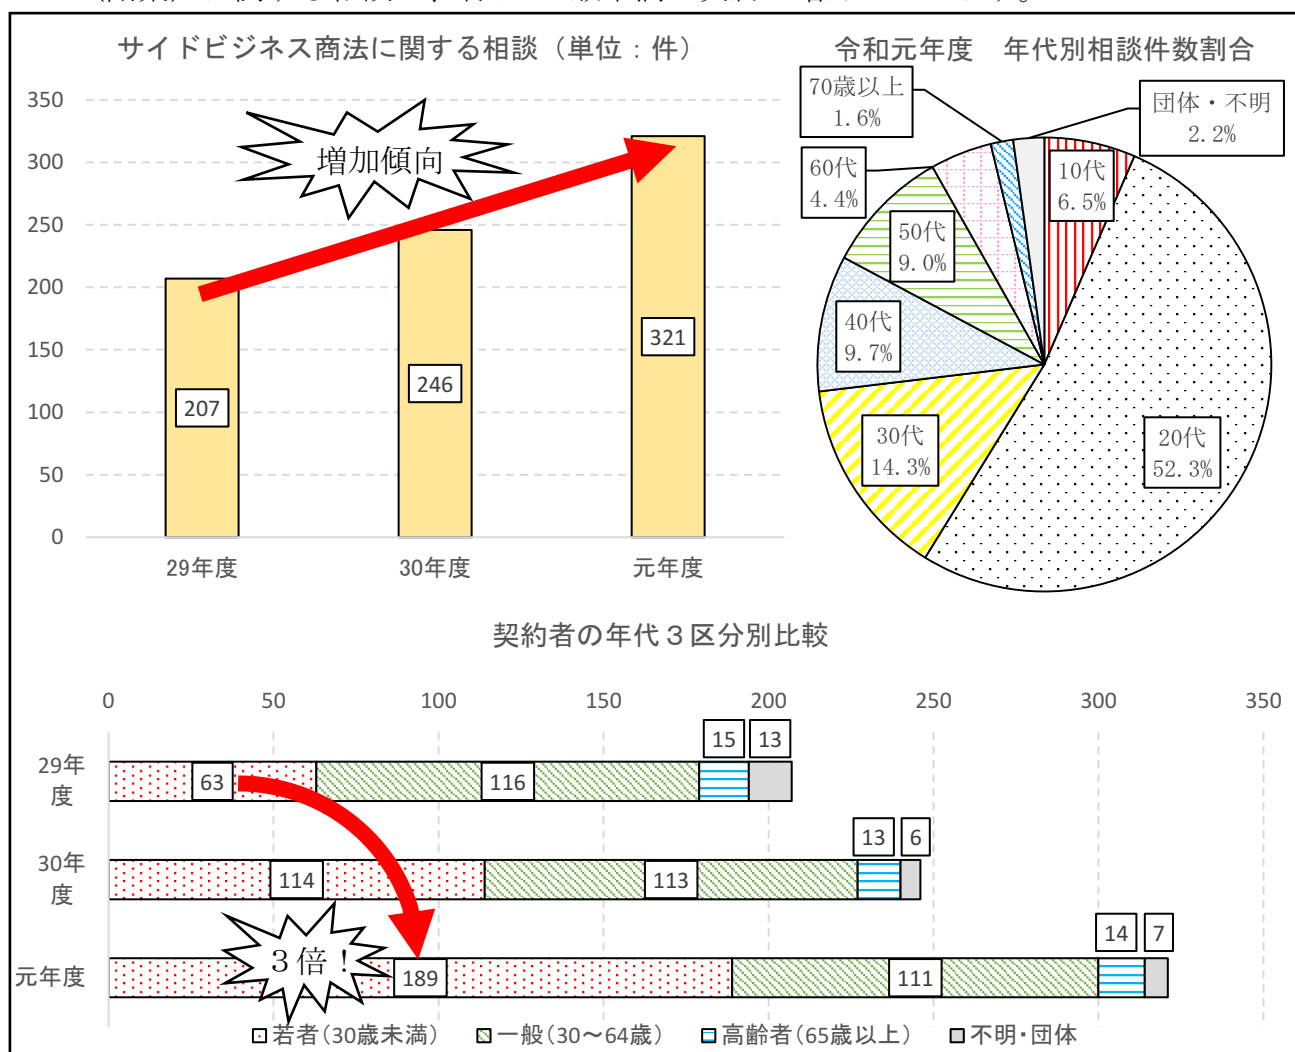 サイドビジネス商法に関する相談（単位：件）
350
300
250
200
150
100
50
0
増加傾向
207
246
321
29年度
30年度
元年度
令和元年度　年代別相談件数割合
70歳以上
1.6%
団体・不明
2.2%
60代
4.4%
10代
6.5%
50代
9.0%
40代
9.7%
30代
14.3%
20代
52.3%
契約者の年代３区分別比較
0 50 100 150 200 250 300 350
29年度
63 116 15 13
30年度
114 113 13 6
３倍！
元年度
189 111 14 7
若者（30歳未満） 一般（30～64歳） 高齢者（65歳以上） 不明・団体